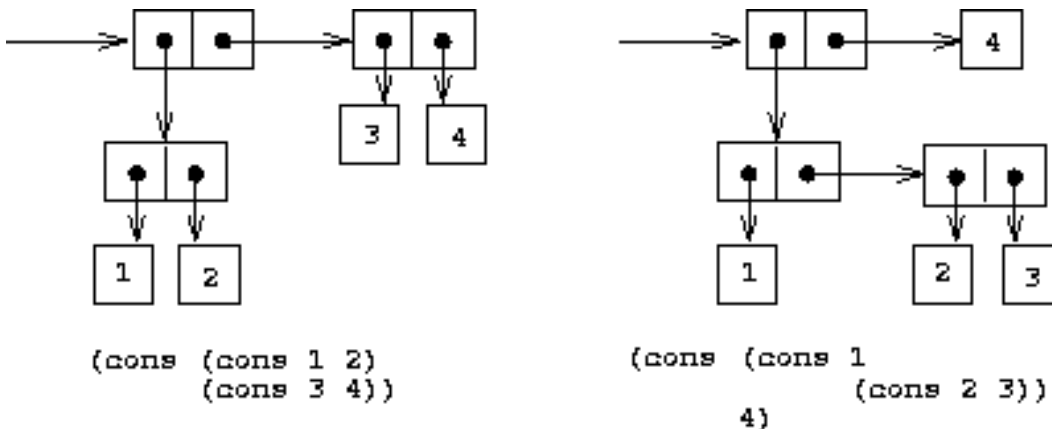 3 4
1 2
(cons (cons 1 2)
(cons 3 4))
4
1 2 3
(cons (cons 1
(cons 2 3))
4)